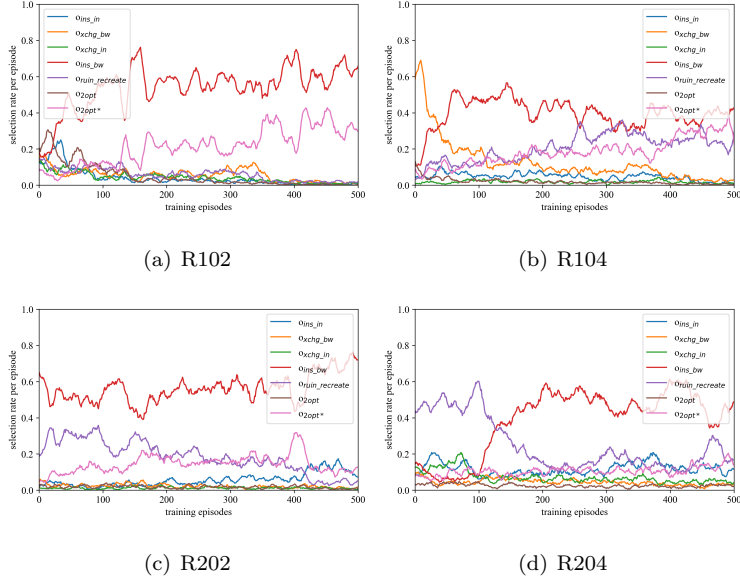 1.0
0.8
0.6
0.4
0.2
0.0
selection rate per episode
0
100
200
300
400
500
training episodes
o_ins_in
o_xchg_bw
o_xchg_in
o_ins_bw
o_ruin_recreate
o_2opt
o_2opt*
(a) R102
1.0
0.8
0.6
0.4
0.2
0.0
selection rate per episode
0
100
200
300
400
500
training episodes
o_ins_in
o_xchg_bw
o_xchg_in
o_ins_bw
o_ruin_recreate
o_2opt
o_2opt*
(b) R104
1.0
0.8
0.6
0.4
0.2
0.0
selection rate per episode
0
100
200
300
400
500
training episodes
o_ins_in
o_xchg_bw
o_xchg_in
o_ins_bw
o_ruin_recreate
o_2opt
o_2opt*
(c) R202
1.0
0.8
0.6
0.4
0.2
0.0
selection rate per episode
0
100
200
300
400
500
training episodes
o_ins_in
o_xchg_bw
o_xchg_in
o_ins_bw
o_ruin_recreate
o_2opt
o_2opt*
(d) R204